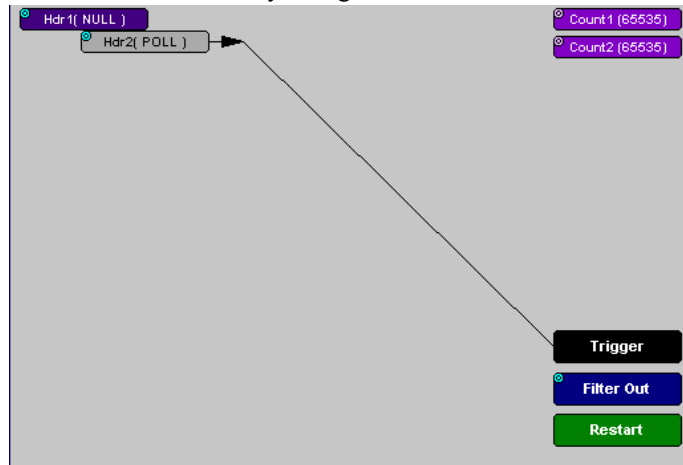 Hdr1( NULL )
Count1 (65535)
Hdr2( POLL )
Count2 (65535)
Trigger
Filter Out
Restart